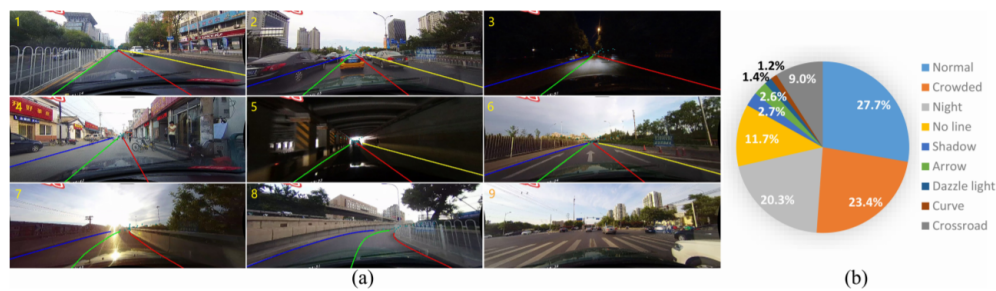 1
2
3
4
5
6
7
8
9
(a)
1.2%
1.4%
9.0%
2.6%
2.7%
27.7%
11.7%
20.3%
23.4%
Normal
Crowded
Night
No line
Shadow
Arrow
Dazzle light
Curve
Crossroad
(b)